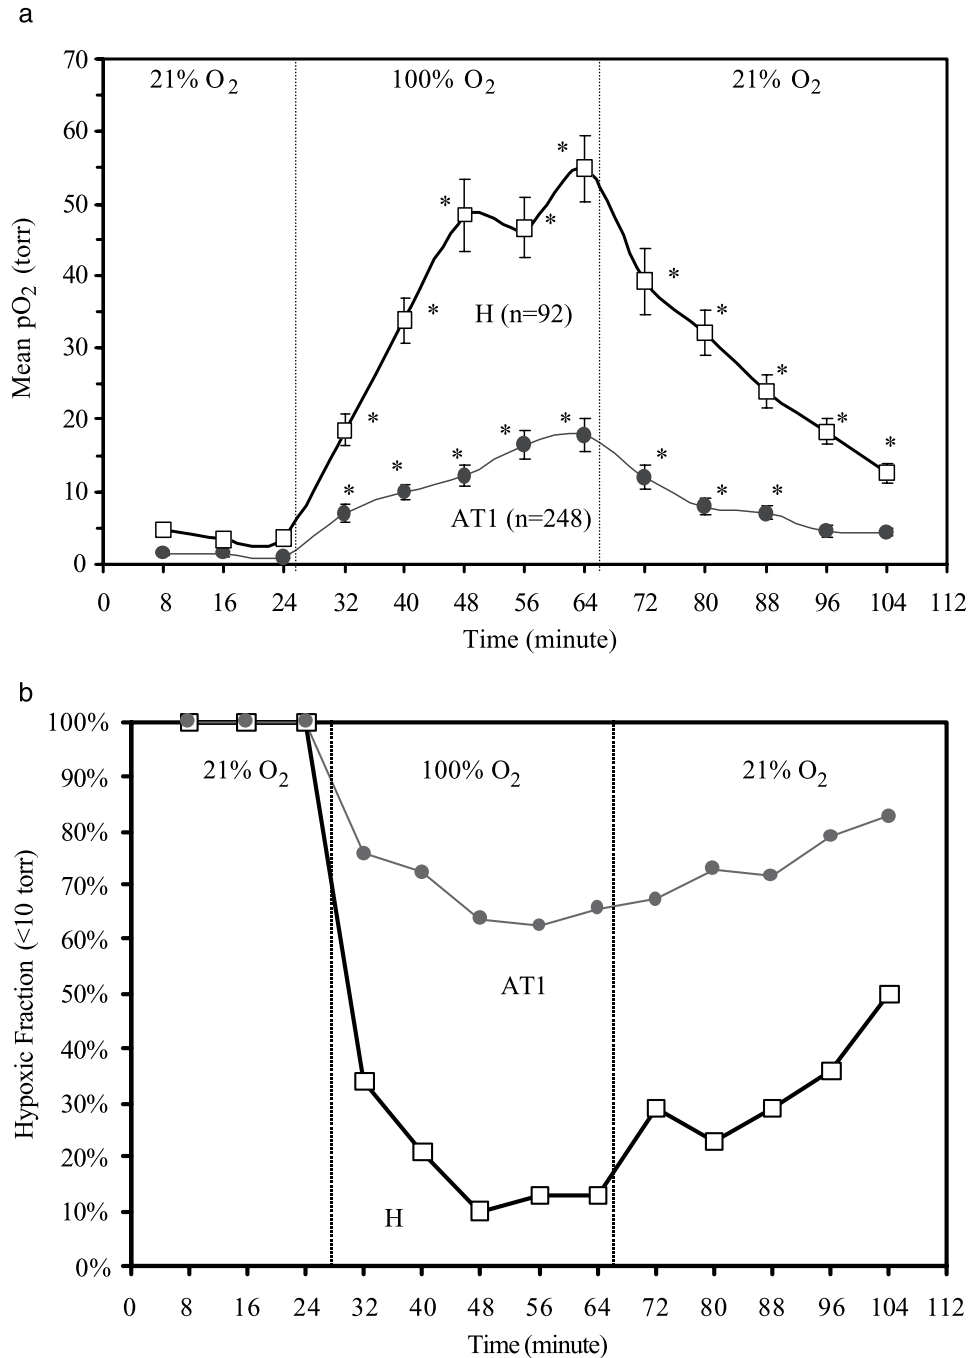 a
70
60
50
40
30
20
10
0
Mean pO2 (torr)
21% O2 100% O2 21% O2
* * * * * * * * * *
H (n=92)
* * * * * * * *
AT1 (n=248)
0 8 16 24 32 40 48 56 64 72 80 88 96 104 112
Time (minute)
b
100%
90%
80%
70%
60%
50%
40%
30%
20%
10%
0%
Hypoxic Fraction (<10 torr)
21% O2 100% O2 21% O2
AT1
H
0 8 16 24 32 40 48 56 64 72 80 88 96 104 112
Time (minute)